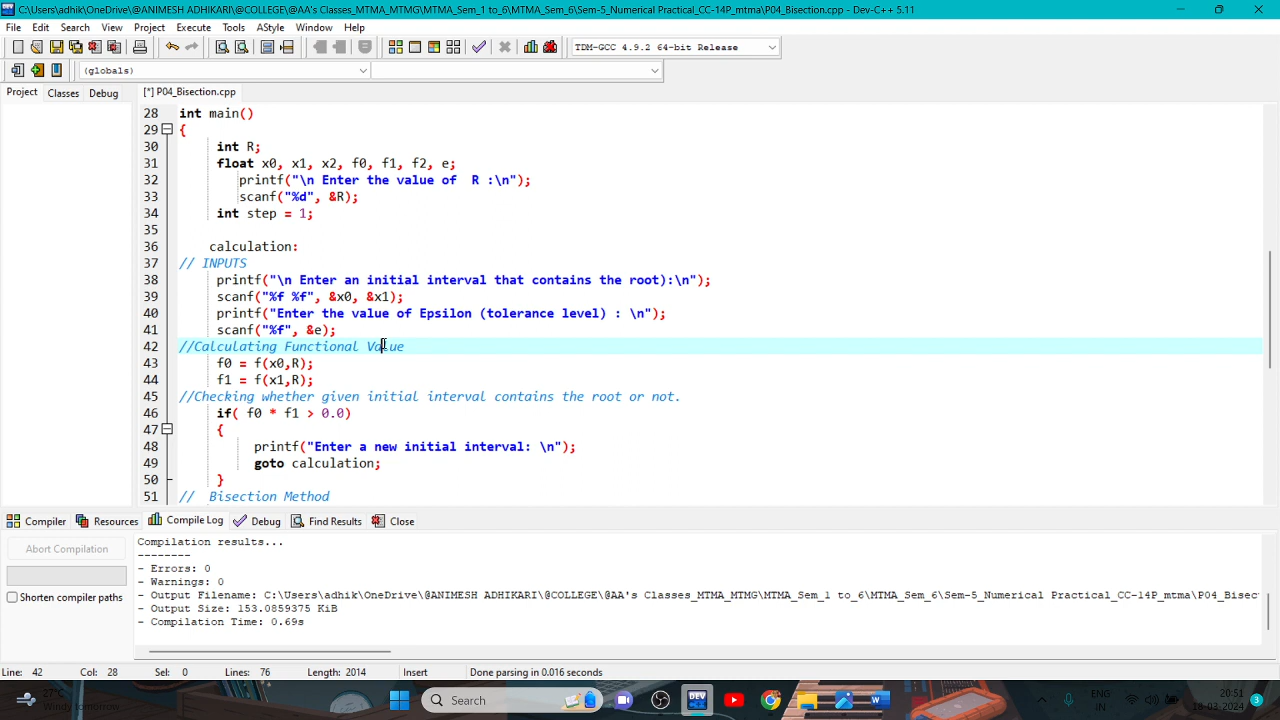 C:\Users\adhik\OneDrive\@ANIMESH ADHIKARI\@COLLEGE\@AA's Classes_MTMA_MTMG\MTMA_Sem_1 to_6\MTMA_Sem_6\Sem-5_Numerical Practical_CC-14P_mtma\P04_Bisection.cpp - Dev-C++ 5.11
File Edit Search View Project Execute Tools AStyle Window Help
TDM-GCC 4.9.2 64-bit Release
(globals)
Project Classes Debug [*] P04_Bisection.cpp
28 int main()
29 {
30 int R;
31 float x0, x1, x2, f0, f1, f2, e;
32 printf("\n Enter the value of  R :\n");
33 scanf("%d", &R);
34 int step = 1;
35
36 calculation:
37 // INPUTS
38 printf("\n Enter an initial interval that contains the root):\n");
39 scanf("%f %f", &x0, &x1);
40 printf("Enter the value of Epsilon (tolerance level) : \n");
41 scanf("%f", &e);
42 //Calculating Functional Value
43 f0 = f(x0,R);
44 f1 = f(x1,R);
45 //Checking whether given initial interval contains the root or not.
46 if( f0 * f1 > 0.0)
47 {
48 printf("Enter a new initial interval: \n");
49 goto calculation;
50 }
51 //  Bisection Method
Compiler Resources Compile Log Debug Find Results Close
Abort Compilation
Shorten compiler paths
Compilation results...
--------
- Errors: 0
- Warnings: 0
- Output Filename: C:\Users\adhik\OneDrive\@ANIMESH ADHIKARI\@COLLEGE\@AA's Classes_MTMA_MTMG\MTMA_Sem_1 to_6\MTMA_Sem_6\Sem-5_Numerical Practical_CC-14P_mtma\P04_Bisec
- Output Size: 153.0859375 KiB
- Compilation Time: 0.69s
Line: 42 Col: 28 Sel: 0 Lines: 76 Length: 2014 Insert Done parsing in 0.016 seconds
27°C
Windy tomorrow
Search
DEV
ENG
IN
20:51
18-03-2024
3